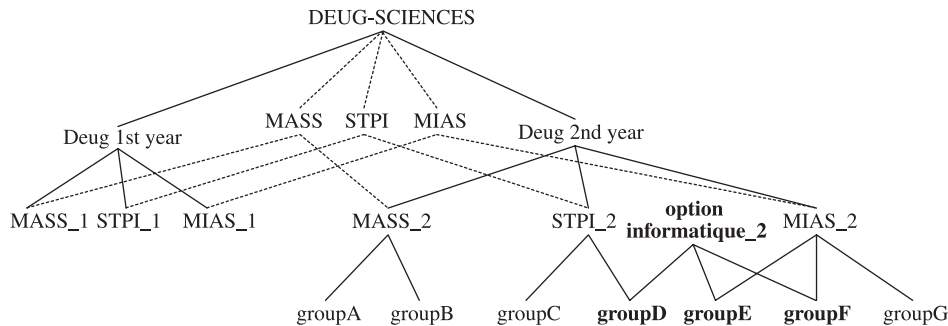 DEUG-SCIENCES
Deug 1st year
MASS
STPI
MIAS
Deug 2nd year
MASS_1
STPI_1
MIAS_1
MASS_2
STPI_2
option
informatique_2
MIAS_2
groupA
groupB
groupC
groupD
groupE
groupF
groupG